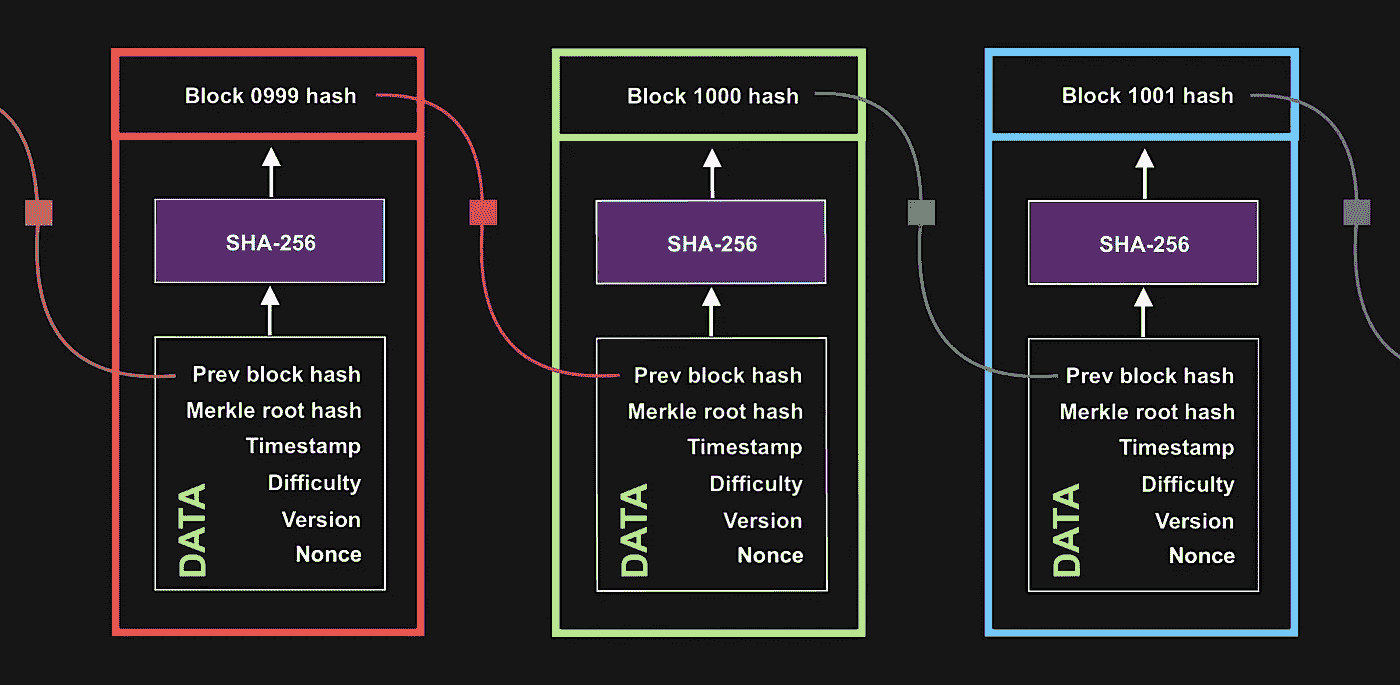 Block 0999 hash
SHA-256
Prev block hash
Merkle root hash
Timestamp
Difficulty
Version
Nonce
DATA
Block 1000 hash
SHA-256
Prev block hash
Merkle root hash
Timestamp
Difficulty
Version
Nonce
DATA
Block 1001 hash
SHA-256
Prev block hash
Merkle root hash
Timestamp
Difficulty
Version
Nonce
DATA